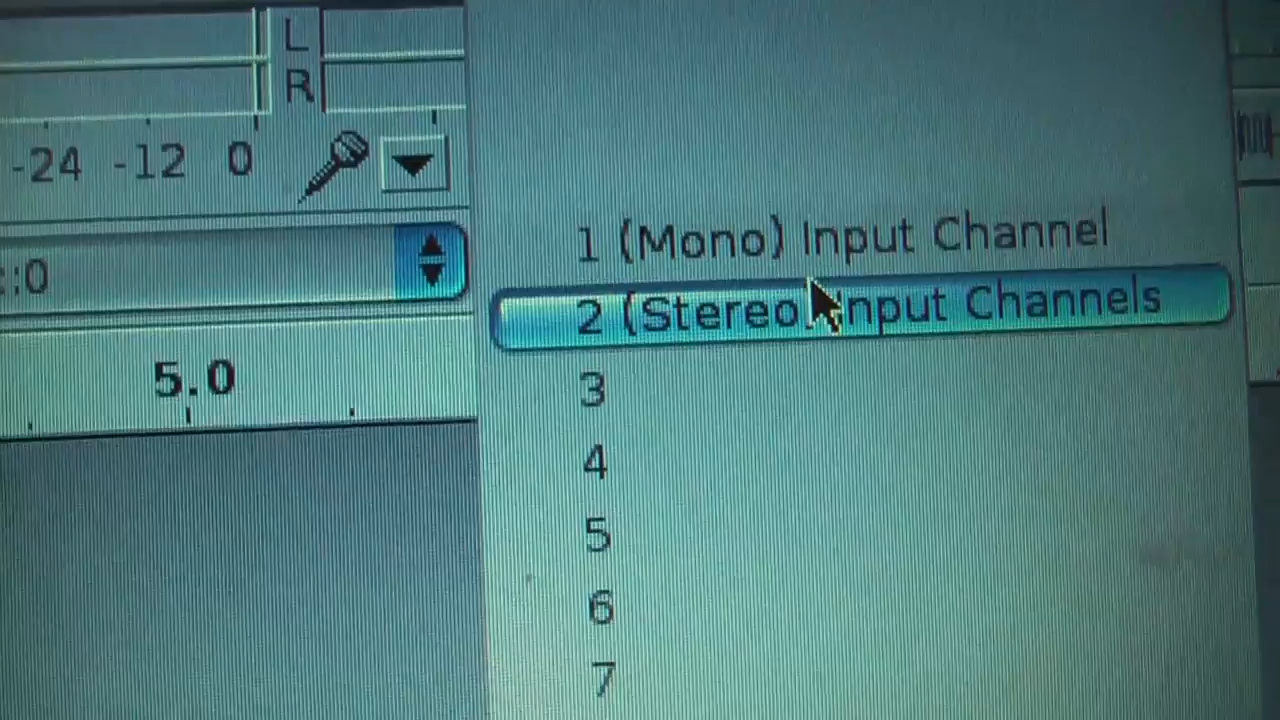 L
R
-24 -12 0
1 (Mono) Input Channel
:;0
2 (Stereo) Input Channels
5.0
3
4
5
6
7